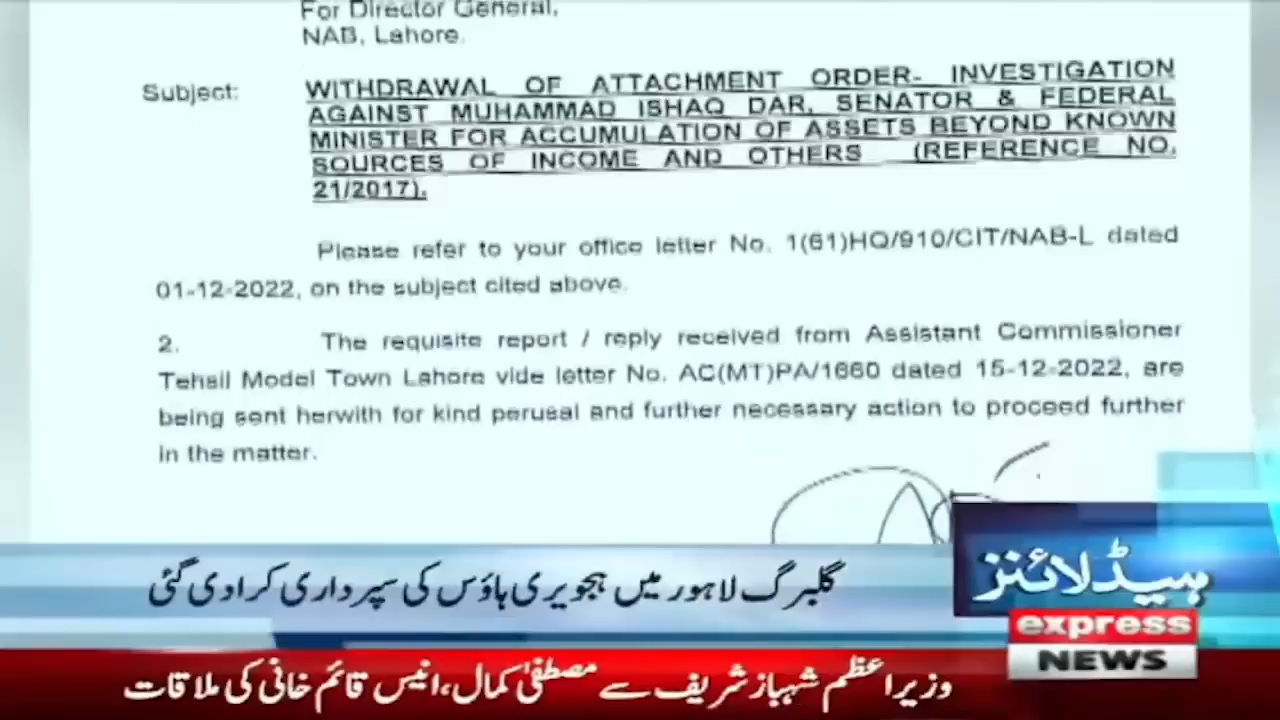 For Director General,
NAB, Lahore.
Subject: WITHDRAWAL OF ATTACHMENT ORDER- INVESTIGATION
AGAINST MUHAMMAD ISHAQ DAR, SENATOR & FEDERAL
MINISTER FOR ACCUMULATION OF ASSETS BEYOND KNOWN
SOURCES OF INCOME AND OTHERS (REFERENCE NO.
21/2017).
Please refer to your office letter No. 1(61)HQ/910/CIT/NAB-L dated
01-12-2022, on the subject cited above.
2. The requisite report / reply received from Assistant Commissioner
Tehsil Model Town Lahore vide letter No. AC(MT)PA/1660 dated 15-12-2022, are
being sent herwith for kind perusal and further necessary action to proceed further
in the matter.
گلبرگ لاہور میں ہجویری ہاؤس کی سپرداری کرا دی گئی
ہیڈلائنز
express
NEWS
وزیراعظم شہباز شریف سے مصطفیٰ کمال، انیس قائم خانی کی ملاقات